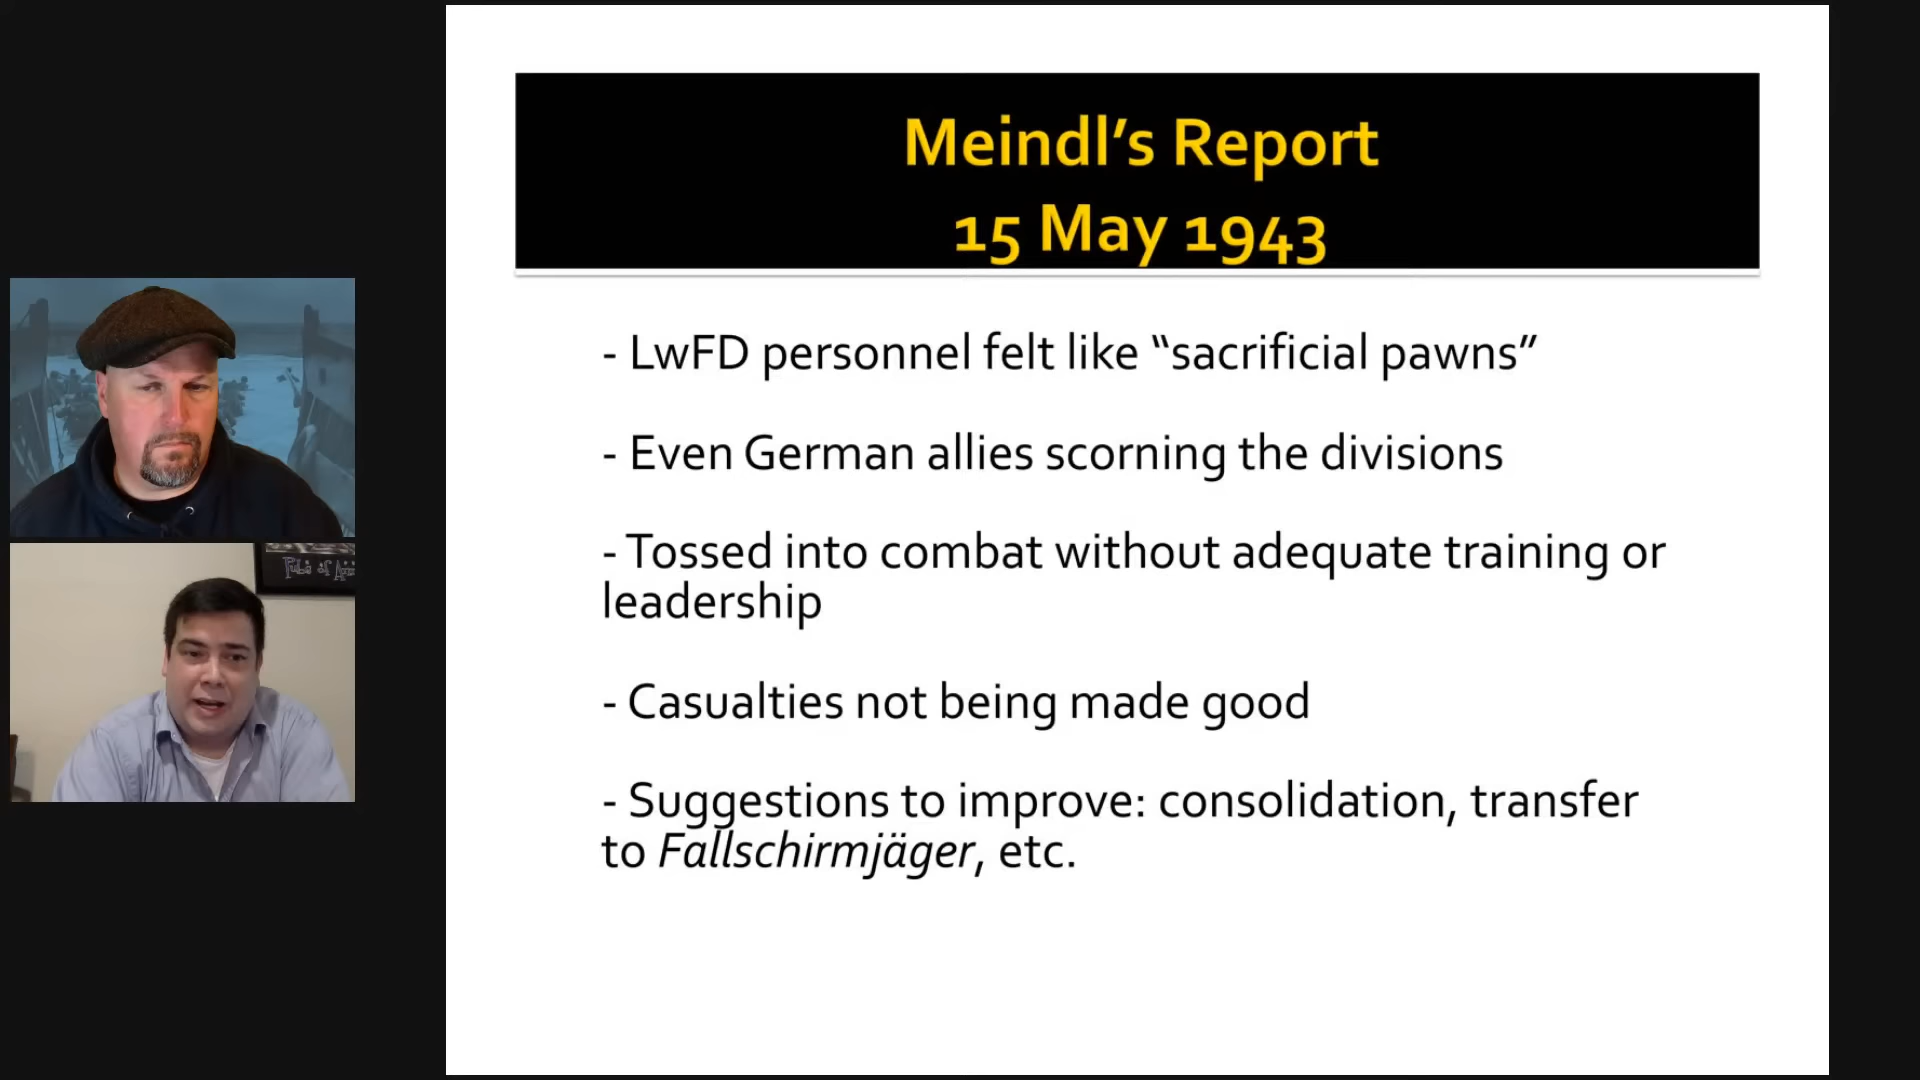 Meindl’s Report
15 May 1943
- LwFD personnel felt like “sacrificial pawns”
- Even German allies scorning the divisions
- Tossed into combat without adequate training or
leadership
- Casualties not being made good
- Suggestions to improve: consolidation, transfer
to Fallschirmjäger, etc.